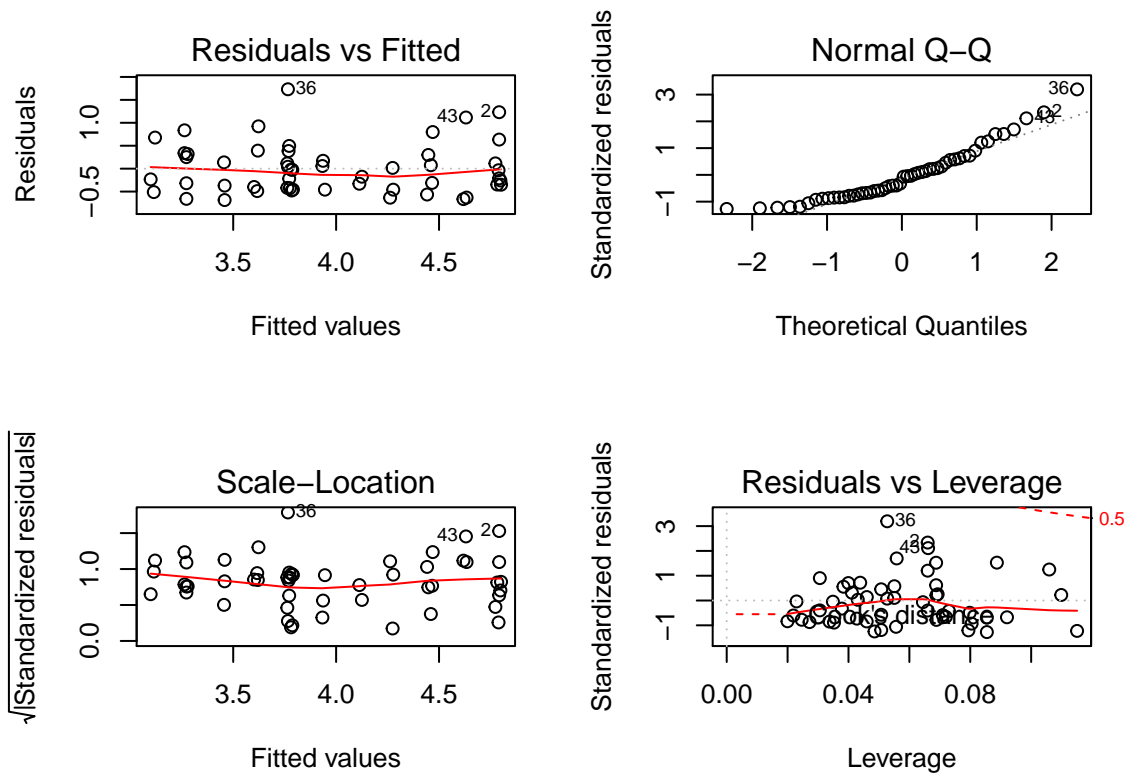 Residuals vs Fitted
Residuals
1.0
−0.5
36
43
2
3.5
4.0
4.5
Fitted values
Normal Q−Q
Standardized residuals
3
1
−1
36
2
43
−2
−1
0
1
2
Theoretical Quantiles
Scale−Location
√|Standardized residuals|
1.0
0.0
36
43
2
3.5
4.0
4.5
Fitted values
Residuals vs Leverage
Standardized residuals
3
1
−1
36
2
43
0.5
distance
0.00
0.04
0.08
Leverage